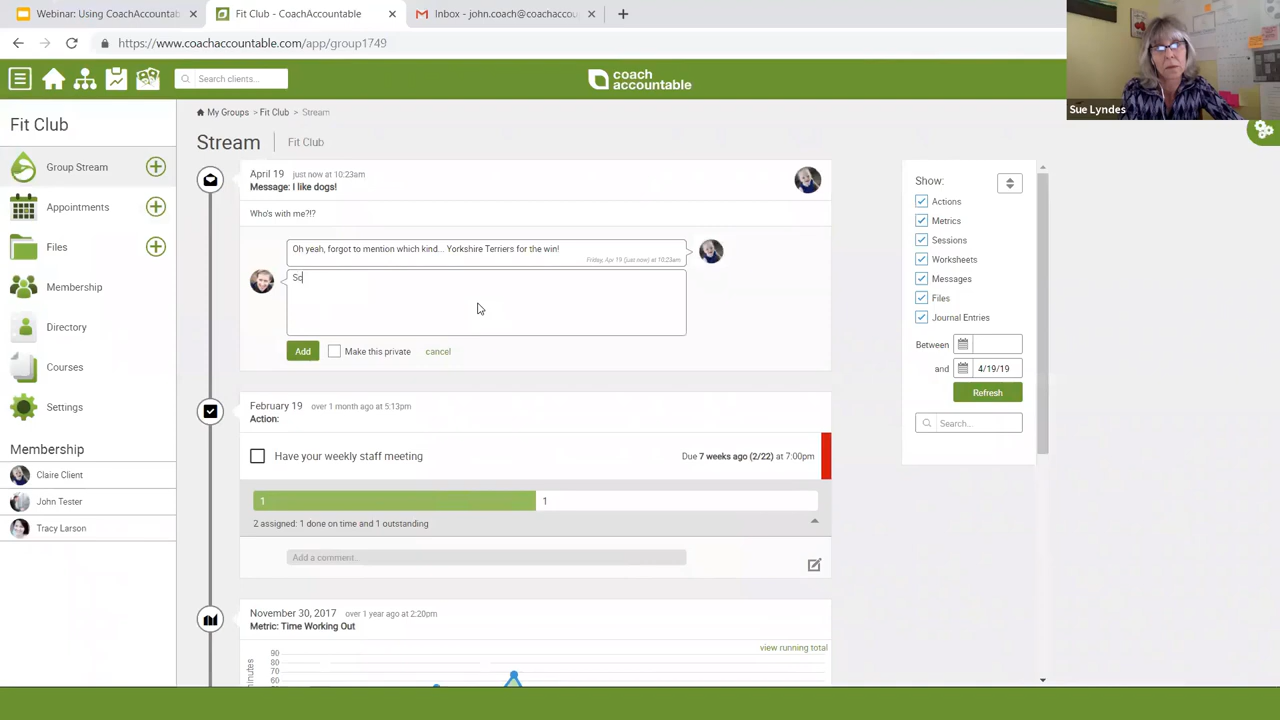 Webinar: Using CoachAccountab
Fit Club - CoachAccountable
Inbox - john.coach@coachaccou
https://www.coachaccountable.com/app/group1749
Search clients...
coach
accountable
Sue Lyndes
Fit Club
Group Stream
Appointments
Files
Membership
Directory
Courses
Settings
Membership
Claire Client
John Tester
Tracy Larson
My Groups > Fit Club > Stream
Stream
Fit Club
April 19 just now at 10:23am
Message: I like dogs!
Who's with me?!?
Oh yeah, forgot to mention which kind... Yorkshire Terriers for the win!
Friday, Apr 19 (just now) at 10:23am
Sc
Add
Make this private
cancel
February 19 over 1 month ago at 5:13pm
Action:
Have your weekly staff meeting
Due 7 weeks ago (2/22) at 7:00pm
1
1
2 assigned: 1 done on time and 1 outstanding
Add a comment...
November 30, 2017 over 1 year ago at 2:20pm
Metric: Time Working Out
view running total
90
80
70
60
minutes
Show:
Actions
Metrics
Sessions
Worksheets
Messages
Files
Journal Entries
Between
and 4/19/19
Refresh
Search...